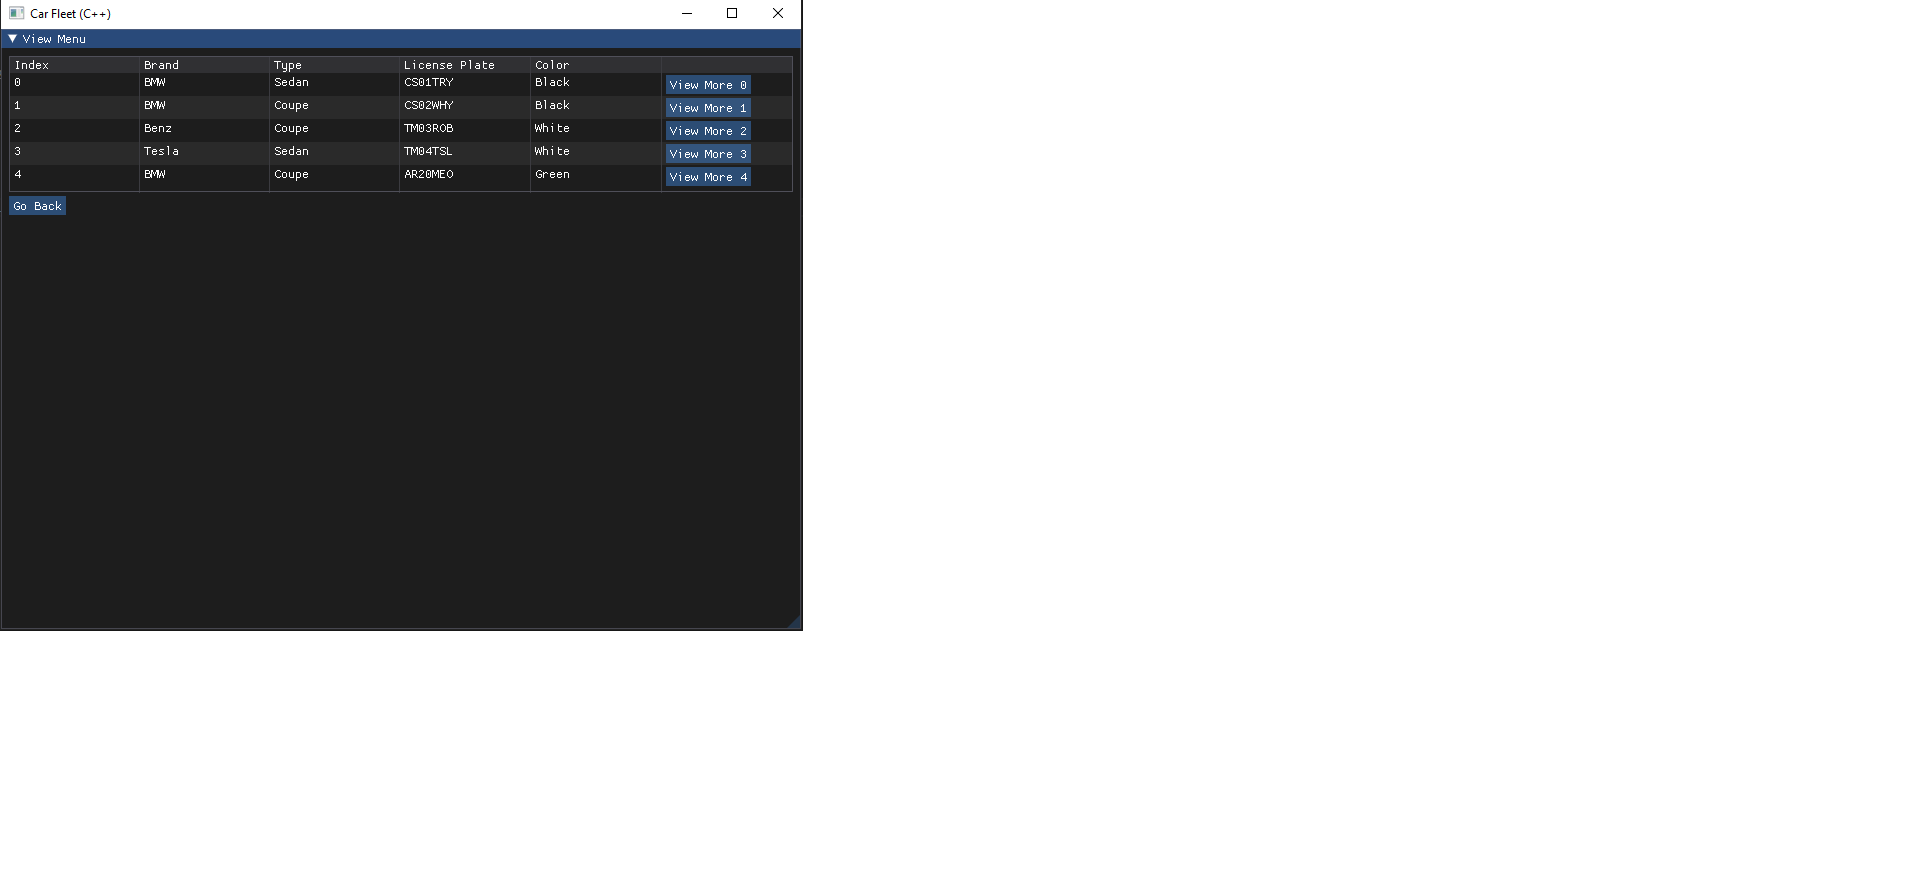 Car Fleet (C++)
View Menu
Index Brand Type License Plate Color
0 BMW Sedan CS01TRY Black View More 0
1 BMW Coupe CS02WHY Black View More 1
2 Benz Coupe TM03ROB White View More 2
3 Tesla Sedan TM04TSL White View More 3
4 BMW Coupe AR20MEO Green View More 4
Go Back